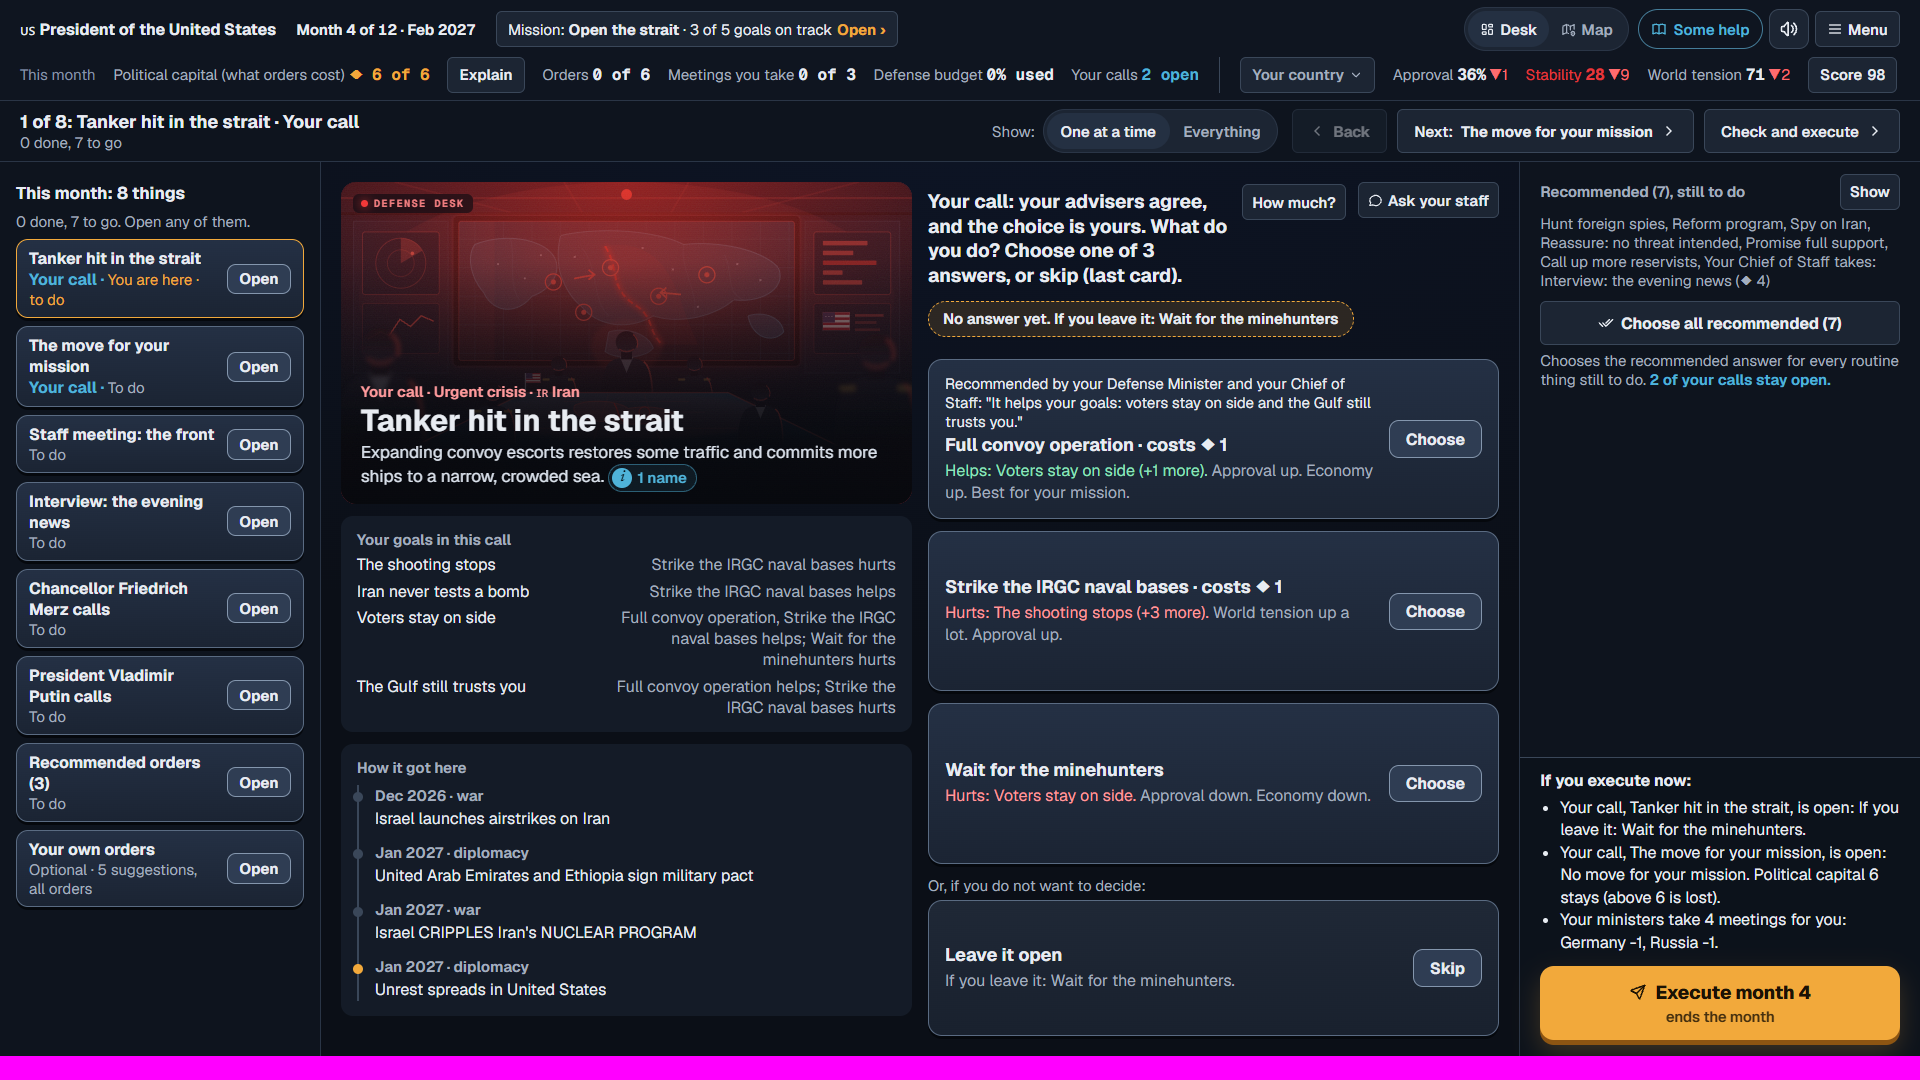 US President of the United States
Month 4 of 12 · Feb 2027
Mission: Open the strait · 3 of 5 goals on track Open ›
Desk
Map
Some help
Menu
This month
Political capital (what orders cost) ◆ 6 of 6
Explain
Orders 0 of 6
Meetings you take 0 of 3
Defense budget 0% used
Your calls 2 open
Your country
Approval 36% ▼1
Stability 28 ▼9
World tension 71 ▼2
Score 98
1 of 8: Tanker hit in the strait · Your call
0 done, 7 to go
Show:
One at a time
Everything
Back
Next: The move for your mission
Check and execute
This month: 8 things
0 done, 7 to go. Open any of them.
Tanker hit in the strait
Your call · You are here ·
to do
Open
The move for your
mission
Your call · To do
Open
Staff meeting: the front
To do
Open
Interview: the evening
news
To do
Open
Chancellor Friedrich
Merz calls
To do
Open
President Vladimir
Putin calls
To do
Open
Recommended orders
(3)
To do
Open
Your own orders
Optional · 5 suggestions,
all orders
Open
DEFENSE DESK
Your call · Urgent crisis · IR Iran
Tanker hit in the strait
Expanding convoy escorts restores some traffic and commits more
ships to a narrow, crowded sea. i 1 name
Your goals in this call
The shooting stops
Strike the IRGC naval bases hurts
Iran never tests a bomb
Strike the IRGC naval bases helps
Voters stay on side
Full convoy operation, Strike the IRGC
naval bases helps; Wait for the
minehunters hurts
The Gulf still trusts you
Full convoy operation helps; Strike the
IRGC naval bases hurts
How it got here
Dec 2026 · war
Israel launches airstrikes on Iran
Jan 2027 · diplomacy
United Arab Emirates and Ethiopia sign military pact
Jan 2027 · war
Israel CRIPPLES Iran's NUCLEAR PROGRAM
Jan 2027 · diplomacy
Unrest spreads in United States
Your call: your advisers agree,
and the choice is yours. What do
you do? Choose one of 3
answers, or skip (last card).
How much?
Ask your staff
No answer yet. If you leave it: Wait for the minehunters
Recommended by your Defense Minister and your Chief of
Staff: "It helps your goals: voters stay on side and the Gulf still
trusts you."
Full convoy operation · costs ◆ 1
Helps: Voters stay on side (+1 more). Approval up. Economy
up. Best for your mission.
Choose
Strike the IRGC naval bases · costs ◆ 1
Hurts: The shooting stops (+3 more). World tension up a
lot. Approval up.
Choose
Wait for the minehunters
Hurts: Voters stay on side. Approval down. Economy down.
Choose
Or, if you do not want to decide:
Leave it open
If you leave it: Wait for the minehunters.
Skip
Recommended (7), still to do
Show
Hunt foreign spies, Reform program, Spy on Iran,
Reassure: no threat intended, Promise full support,
Call up more reservists, Your Chief of Staff takes:
Interview: the evening news (◆ 4)
Choose all recommended (7)
Chooses the recommended answer for every routine
thing still to do. 2 of your calls stay open.
If you execute now:
• Your call, Tanker hit in the strait, is open: If you
leave it: Wait for the minehunters.
• Your call, The move for your mission, is open:
No move for your mission. Political capital 6
stays (above 6 is lost).
• Your ministers take 4 meetings for you:
Germany -1, Russia -1.
Execute month 4
ends the month